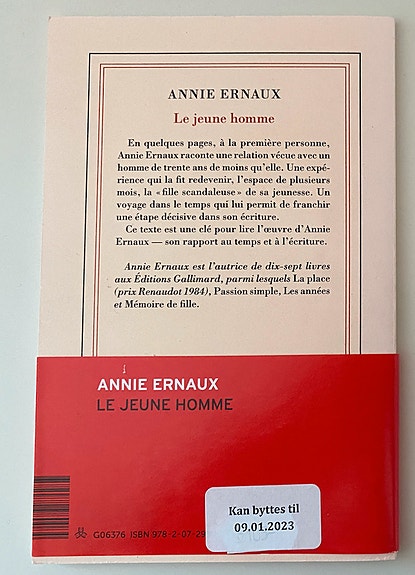 ANNIE ERNAUX
Le jeune homme
En quelques pages, à la première personne,
Annie Ernaux raconte une relation vécue avec un
homme de trente ans de moins qu'elle. Une expé-
rience qui la fit redevenir, l'espace de plusieurs
mois, la « fille scandaleuse » de sa jeunesse. Un
voyage dans le temps qui lui permit de franchir
une étape décisive dans son écriture.
Ce texte est une clé pour lire l'œuvre d'Annie
Ernaux — son rapport au temps et à l'écriture.
Annie Ernaux est l'autrice de dix-sept livres
aux Éditions Gallimard, parmi lesquels La place
(prix Renaudot 1984), Passion simple, Les années
et Mémoire de fille.
ANNIE ERNAUX
LE JEUNE HOMME
Kan byttes til
09.01.2023
G06376 ISBN 978-2-07-29